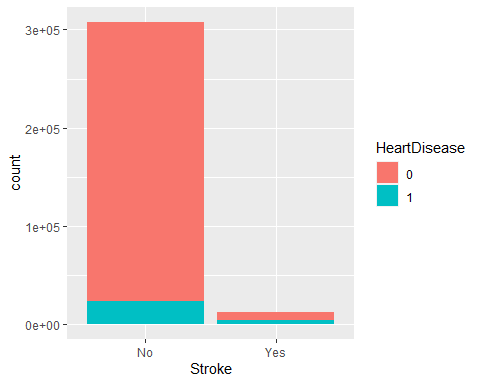 3e+05
2e+05
1e+05
0e+00
count
No Yes
Stroke
HeartDisease
0
1